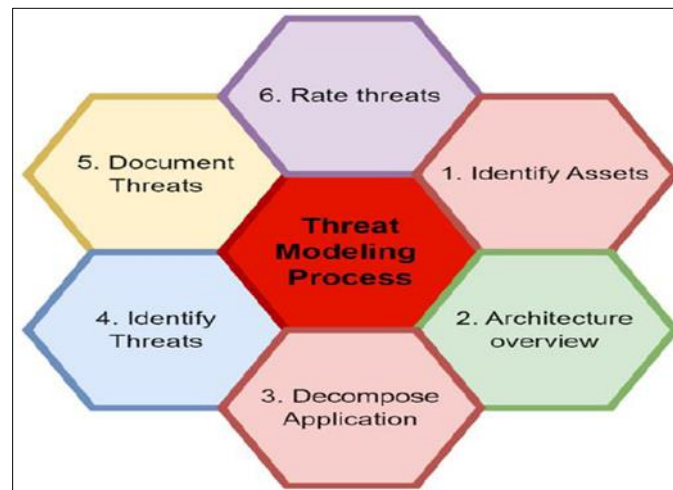 6. Rate threats
5. Document
Threats
1. Identify Assets
Threat
Modeling
Process
4. Identify
Threats
2. Architecture
overview
3. Decompose
Application